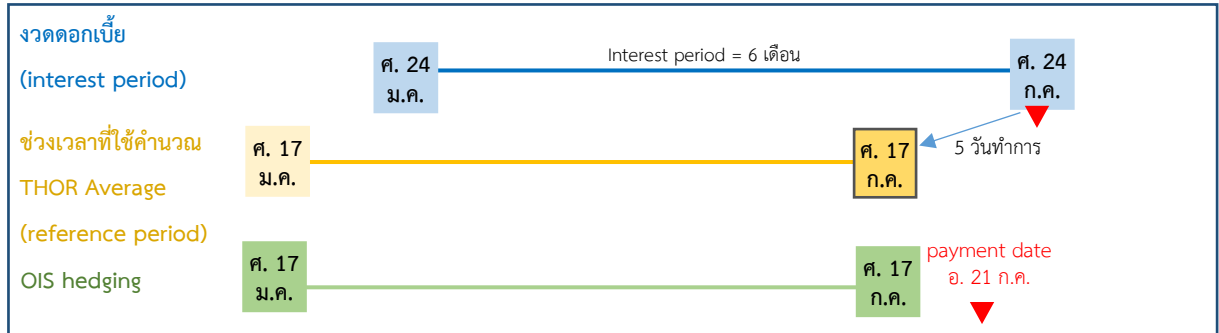 งวดดอกเบี้ย
(interest period)
ศ. 24
ม.ค.
Interest period = 6 เดือน
ศ. 24
ก.ค.
ช่วงเวลาที่ใช้คำนวณ
THOR Average
(reference period)
ศ. 17
ม.ค.
ศ. 17
ก.ค.
5 วันทำการ
OIS hedging
ศ. 17
ม.ค.
ศ. 17
ก.ค.
payment date
อ. 21 ก.ค.